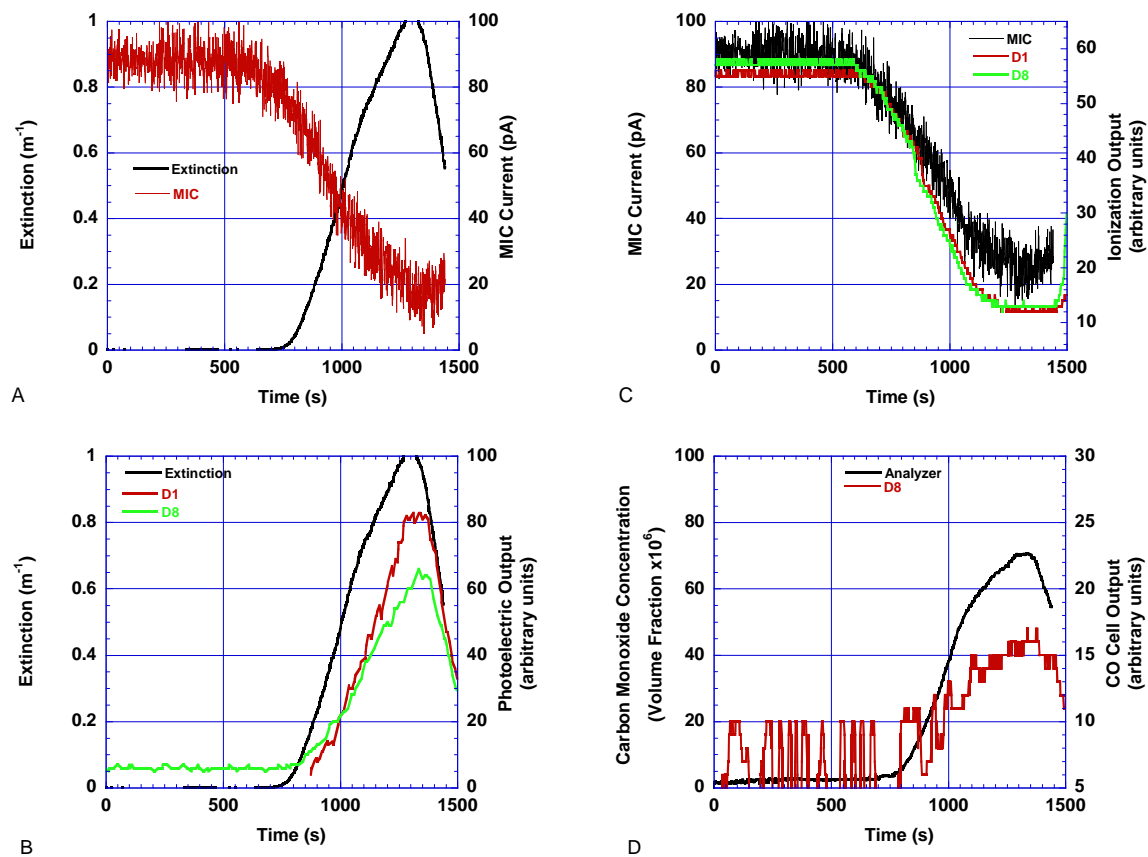 1
0.8
0.6
0.4
0.2
0
Extinction (m-1)
100
80
60
40
20
0
MIC Current (pA)
Extinction
MIC
0
500
1000
1500
Time (s)
A
100
80
60
40
20
0
MIC Current (pA)
60
50
40
30
20
10
Ionization Output
(arbitrary units)
MIC
D1
D8
0
500
1000
1500
Time (s)
C
1
0.8
0.6
0.4
0.2
0
Extinction (m-1)
100
80
60
40
20
0
Photoelectric Output
(arbitrary units)
Extinction
D1
D8
0
500
1000
1500
Time (s)
B
100
80
60
40
20
0
Carbon Monoxide Concentration
(Volume Fraction x10⁶)
30
25
20
15
10
5
CO Cell Output
(arbitrary units)
Analyzer
D8
0
500
1000
1500
Time (s)
D